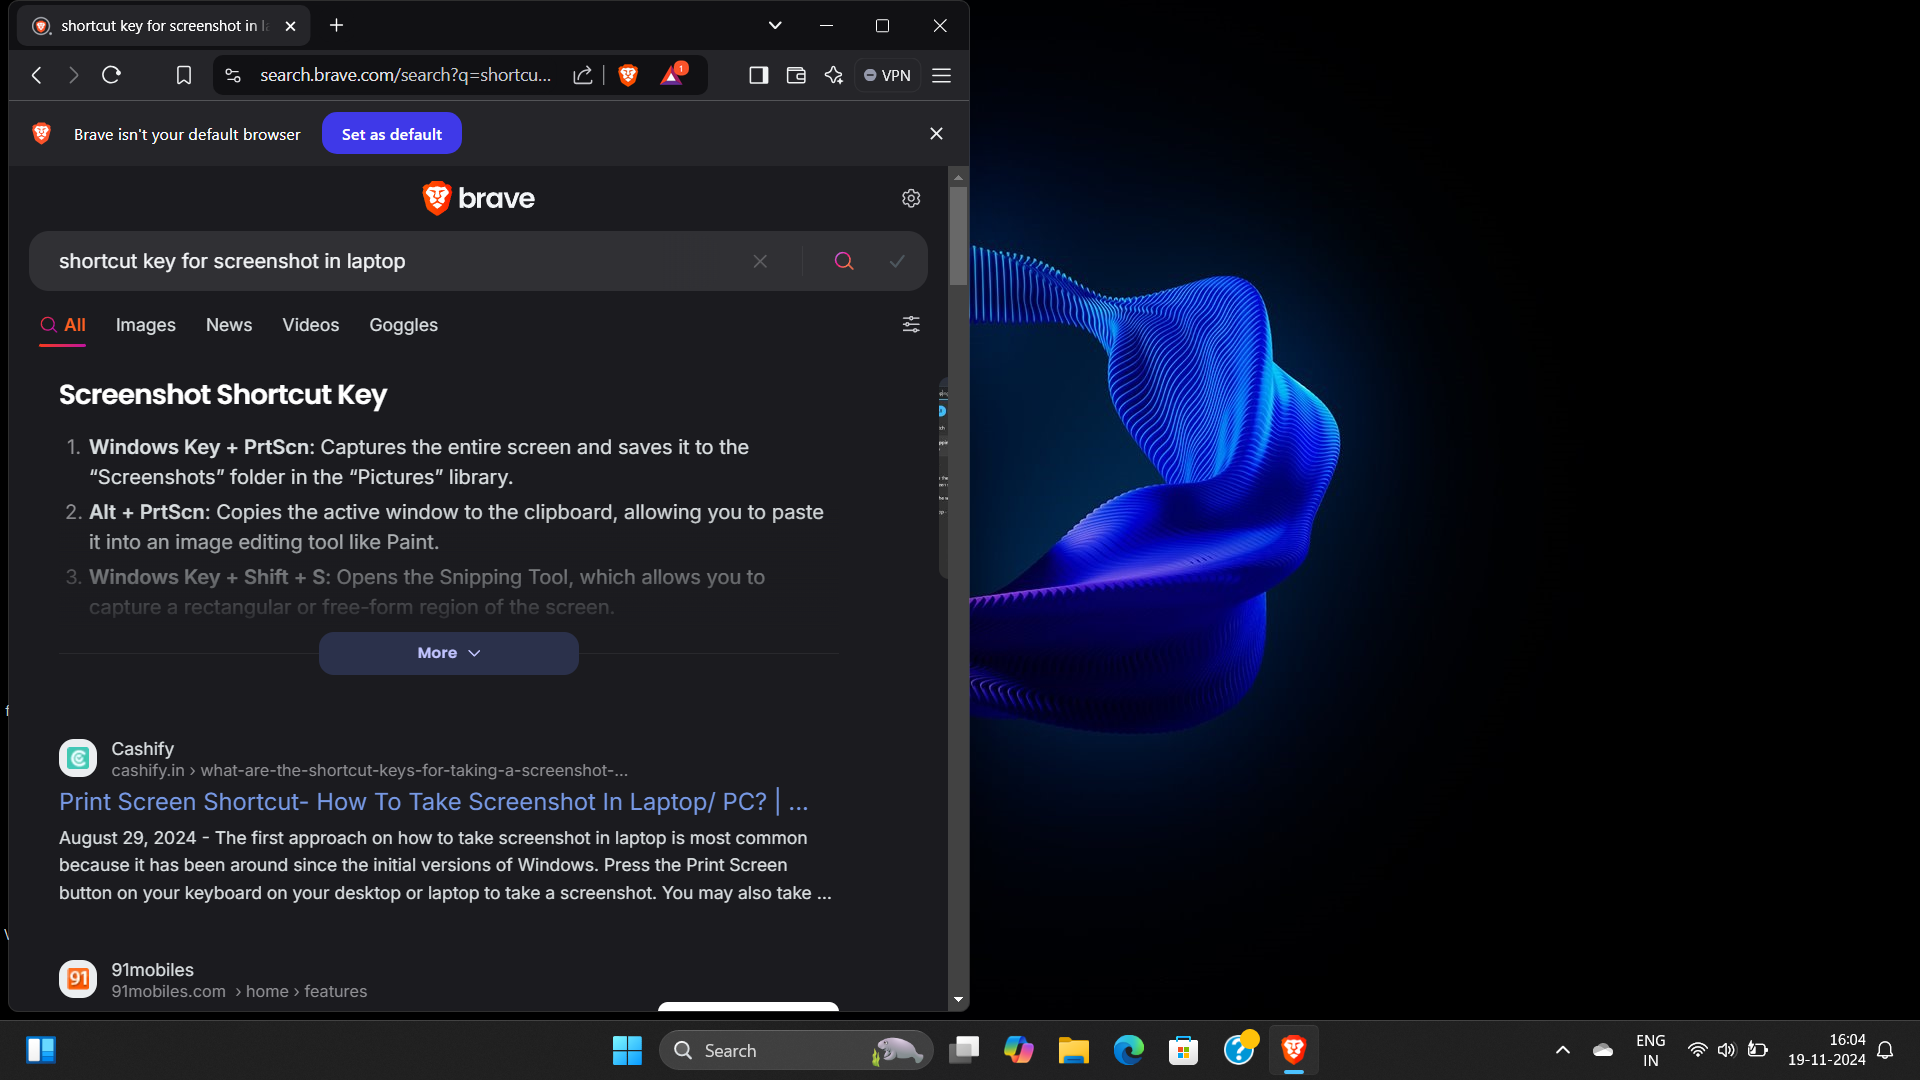 shortcut key for screenshot in l
search.brave.com/search?q=shortcu...
1
VPN
Brave isn't your default browser
Set as default
brave
shortcut key for screenshot in laptop
All
Images
News
Videos
Goggles
Screenshot Shortcut Key
1. Windows Key + PrtScn: Captures the entire screen and saves it to the
“Screenshots” folder in the “Pictures” library.
2. Alt + PrtScn: Copies the active window to the clipboard, allowing you to paste
it into an image editing tool like Paint.
3. Windows Key + Shift + S: Opens the Snipping Tool, which allows you to
capture a rectangular or free-form region of the screen.
More
Cashify
cashify.in › what-are-the-shortcut-keys-for-taking-a-screenshot-...
Print Screen Shortcut- How To Take Screenshot In Laptop/ PC? | ...
August 29, 2024 - The first approach on how to take screenshot in laptop is most common
because it has been around since the initial versions of Windows. Press the Print Screen
button on your keyboard on your desktop or laptop to take a screenshot. You may also take ...
91
91mobiles
91mobiles.com › home › features
Search
ENG
IN
16:04
19-11-2024